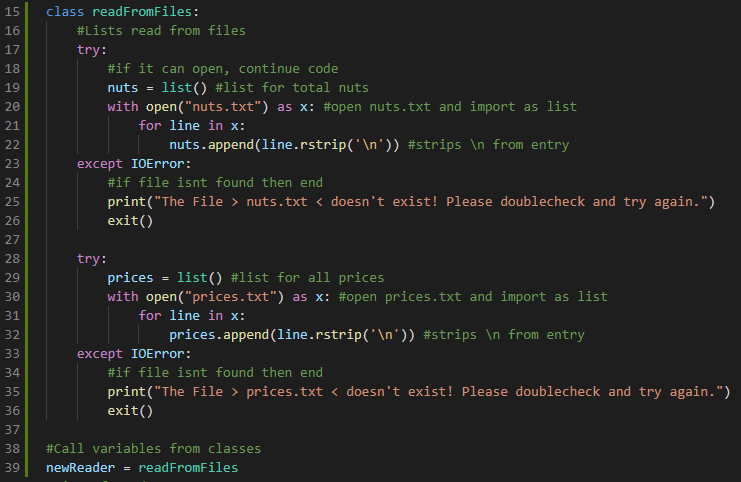 15 class readFromFiles:
16     #Lists read from files
17     try:
18         #if it can open, continue code
19         nuts = list() #list for total nuts
20         with open("nuts.txt") as x: #open nuts.txt and import as list
21             for line in x:
22                 nuts.append(line.rstrip('\n')) #strips \n from entry
23     except IOError:
24         #if file isnt found then end
25         print("The File > nuts.txt < doesn't exist! Please doublecheck and try again.")
26         exit()
27
28     try:
29         prices = list() #list for all prices
30         with open("prices.txt") as x: #open prices.txt and import as list
31             for line in x:
32                 prices.append(line.rstrip('\n')) #strips \n from entry
33     except IOError:
34         #if file isnt found then end
35         print("The File > prices.txt < doesn't exist! Please doublecheck and try again.")
36         exit()
37
38 #Call variables from classes
39 newReader = readFromFiles